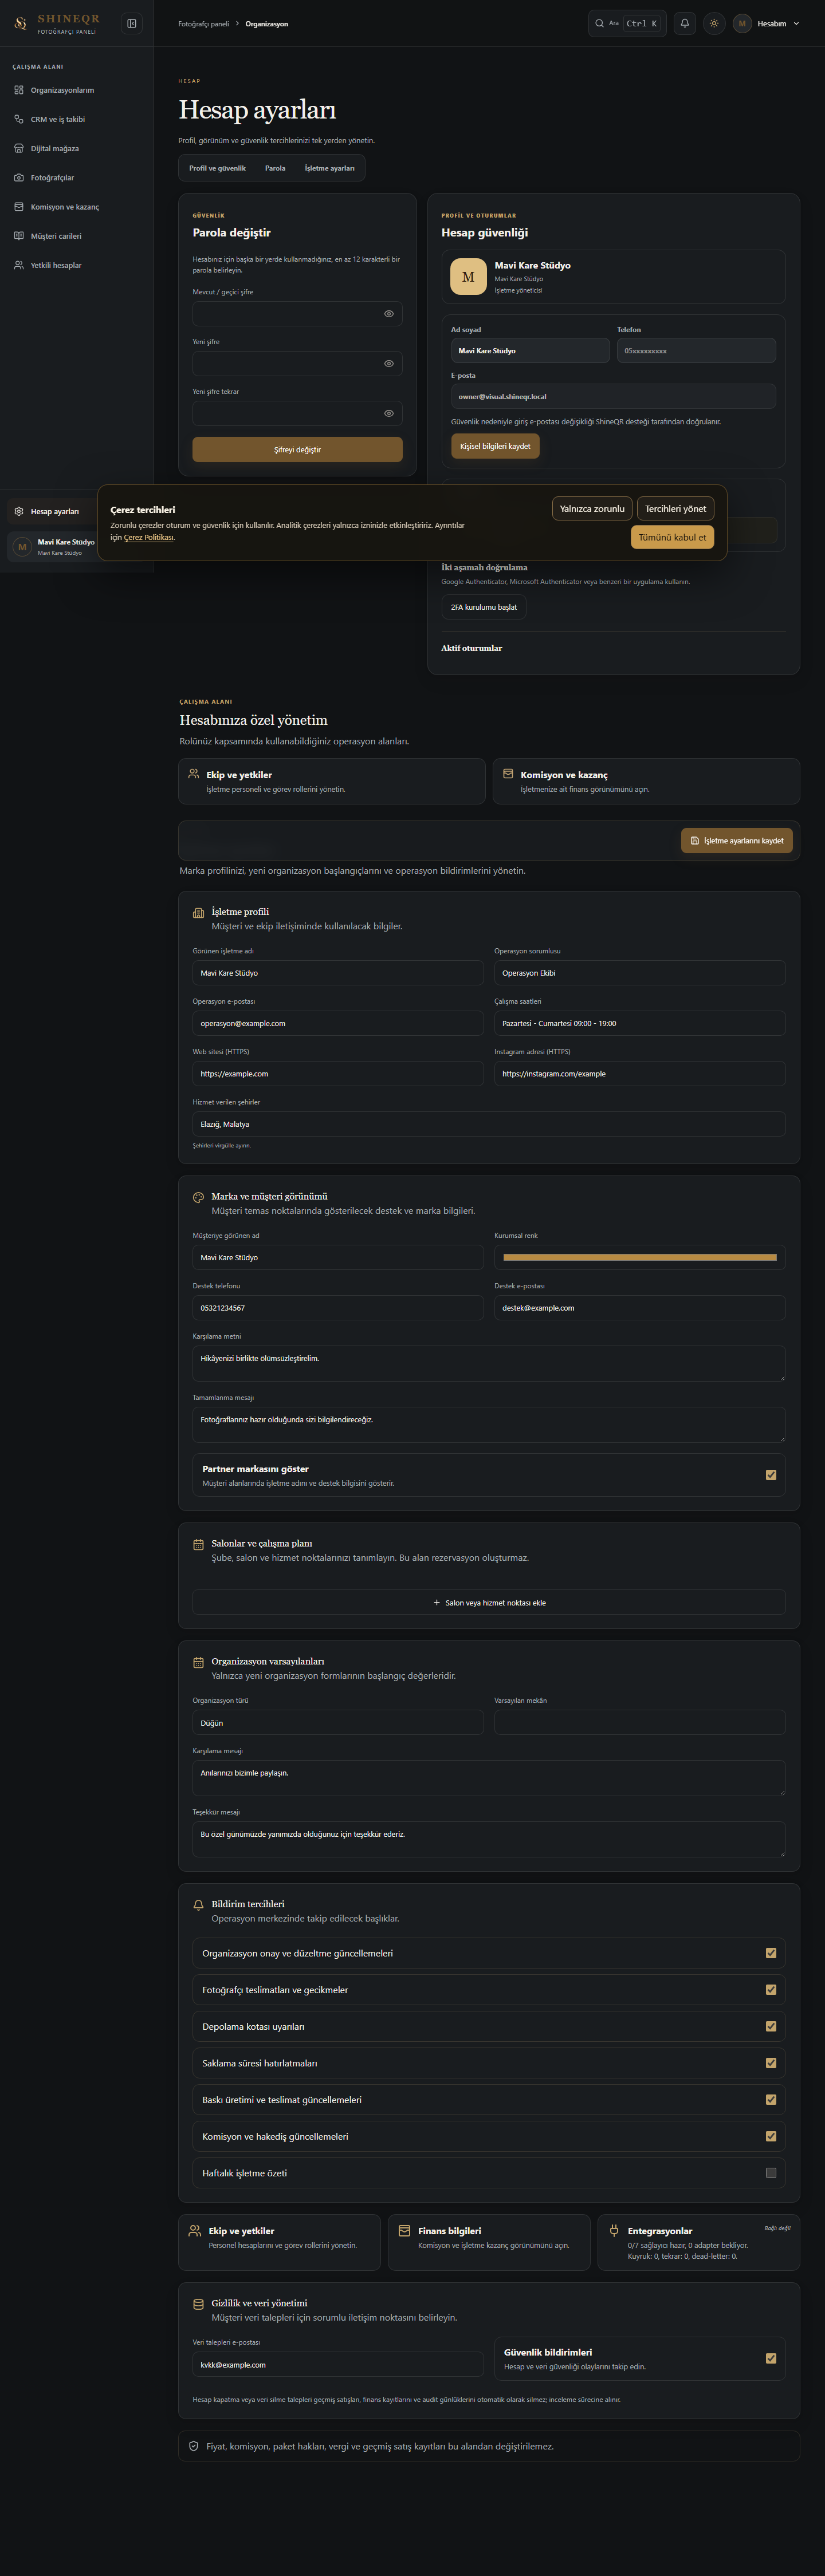 SHINEQR
FOTOĞRAFÇI PANELİ
Fotoğrafçı paneli
Organizasyon
Ara
Ctrl K
M
Hesabım
ÇALIŞMA ALANI
Organizasyonlarım
CRM ve iş takibi
Dijital mağaza
Fotoğrafçılar
Komisyon ve kazanç
Müşteri carileri
Yetkili hesaplar
Hesap ayarları
M
Mavi Kare Stüdyo
Mavi Kare Stüdyo
HESAP
Hesap ayarları
Profil, görünüm ve güvenlik tercihlerinizi tek yerden yönetin.
Profil ve güvenlik
Parola
İşletme ayarları
GÜVENLİK
Parola değiştir
Hesabınız için başka bir yerde kullanmadığınız, en az 12 karakterli bir
parola belirleyin.
Mevcut / geçici şifre
Yeni şifre
Yeni şifre tekrar
Şifreyi değiştir
PROFİL VE OTURUMLAR
Hesap güvenliği
M
Mavi Kare Stüdyo
Mavi Kare Stüdyo
İşletme yöneticisi
Ad soyad
Telefon
Mavi Kare Stüdyo
05xxxxxxxxx
E-posta
owner@visual.shineqr.local
Güvenlik nedeniyle giriş e-postası değişikliği ShineQR desteği tarafından doğrulanır.
Kişisel bilgileri kaydet
Çerez tercihleri
Zorunlu çerezler oturum ve güvenlik için kullanılır. Analitik çerezleri yalnızca izninizle etkinleştiririz. Ayrıntılar
için Çerez Politikası.
Yalnızca zorunlu
Tercihleri yönet
Tümünü kabul et
İki aşamalı doğrulama
Google Authenticator, Microsoft Authenticator veya benzeri bir uygulama kullanın.
2FA kurulumu başlat
Aktif oturumlar
ÇALIŞMA ALANI
Hesabınıza özel yönetim
Rolünüz kapsamında kullanabildiğiniz operasyon alanları.
Ekip ve yetkiler
İşletme personeli ve görev rollerini yönetin.
Komisyon ve kazanç
İşletmenize ait finans görünümünü açın.
İşletme ayarlarını kaydet
Marka profilinizi, yeni organizasyon başlangıçlarını ve operasyon bildirimlerini yönetin.
İşletme profili
Müşteri ve ekip iletişiminde kullanılacak bilgiler.
Görünen işletme adı
Operasyon sorumlusu
Mavi Kare Stüdyo
Operasyon Ekibi
Operasyon e-postası
Çalışma saatleri
operasyon@example.com
Pazartesi - Cumartesi 09:00 - 19:00
Web sitesi (HTTPS)
Instagram adresi (HTTPS)
https://example.com
https://instagram.com/example
Hizmet verilen şehirler
Elazığ, Malatya
Şehirleri virgülle ayırın.
Marka ve müşteri görünümü
Müşteri temas noktalarında gösterilecek destek ve marka bilgileri.
Müşteriye görünen ad
Kurumsal renk
Mavi Kare Stüdyo
Destek telefonu
Destek e-postası
05321234567
destek@example.com
Karşılama metni
Hikâyenizi birlikte ölümsüzleştirelim.
Tamamlanma mesajı
Fotoğraflarınız hazır olduğunda sizi bilgilendireceğiz.
Partner markasını göster
Müşteri alanlarında işletme adını ve destek bilgisini gösterir.
Salonlar ve çalışma planı
Şube, salon ve hizmet noktalarınızı tanımlayın. Bu alan rezervasyon oluşturmaz.
Salon veya hizmet noktası ekle
Organizasyon varsayılanları
Yalnızca yeni organizasyon formlarının başlangıç değerleridir.
Organizasyon türü
Varsayılan mekân
Düğün
Karşılama mesajı
Anılarınızı bizimle paylaşın.
Teşekkür mesajı
Bu özel günümüzde yanımızda olduğunuz için teşekkür ederiz.
Bildirim tercihleri
Operasyon merkezinde takip edilecek başlıklar.
Organizasyon onay ve düzeltme güncellemeleri
Fotoğrafçı teslimatları ve gecikmeler
Depolama kotası uyarıları
Saklama süresi hatırlatmaları
Baskı üretimi ve teslimat güncellemeleri
Komisyon ve hakediş güncellemeleri
Haftalık işletme özeti
Ekip ve yetkiler
Personel hesaplarını ve görev rollerini yönetin.
Finans bilgileri
Komisyon ve işletme kazanç görünümünü açın.
Entegrasyonlar
Bağlı değil
0/7 sağlayıcı hazır, 0 adapter bekliyor.
Kuyruk: 0, tekrar: 0, dead-letter: 0.
Gizlilik ve veri yönetimi
Müşteri veri talepleri için sorumlu iletişim noktasını belirleyin.
Veri talepleri e-postası
kvkk@example.com
Güvenlik bildirimleri
Hesap ve veri güvenliği olaylarını takip edin.
Hesap kapatma veya veri silme talepleri geçmiş satışları, finans kayıtlarını ve audit günlüklerini otomatik olarak silmez; inceleme sürecine alınır.
Fiyat, komisyon, paket hakları, vergi ve geçmiş satış kayıtları bu alandan değiştirilemez.